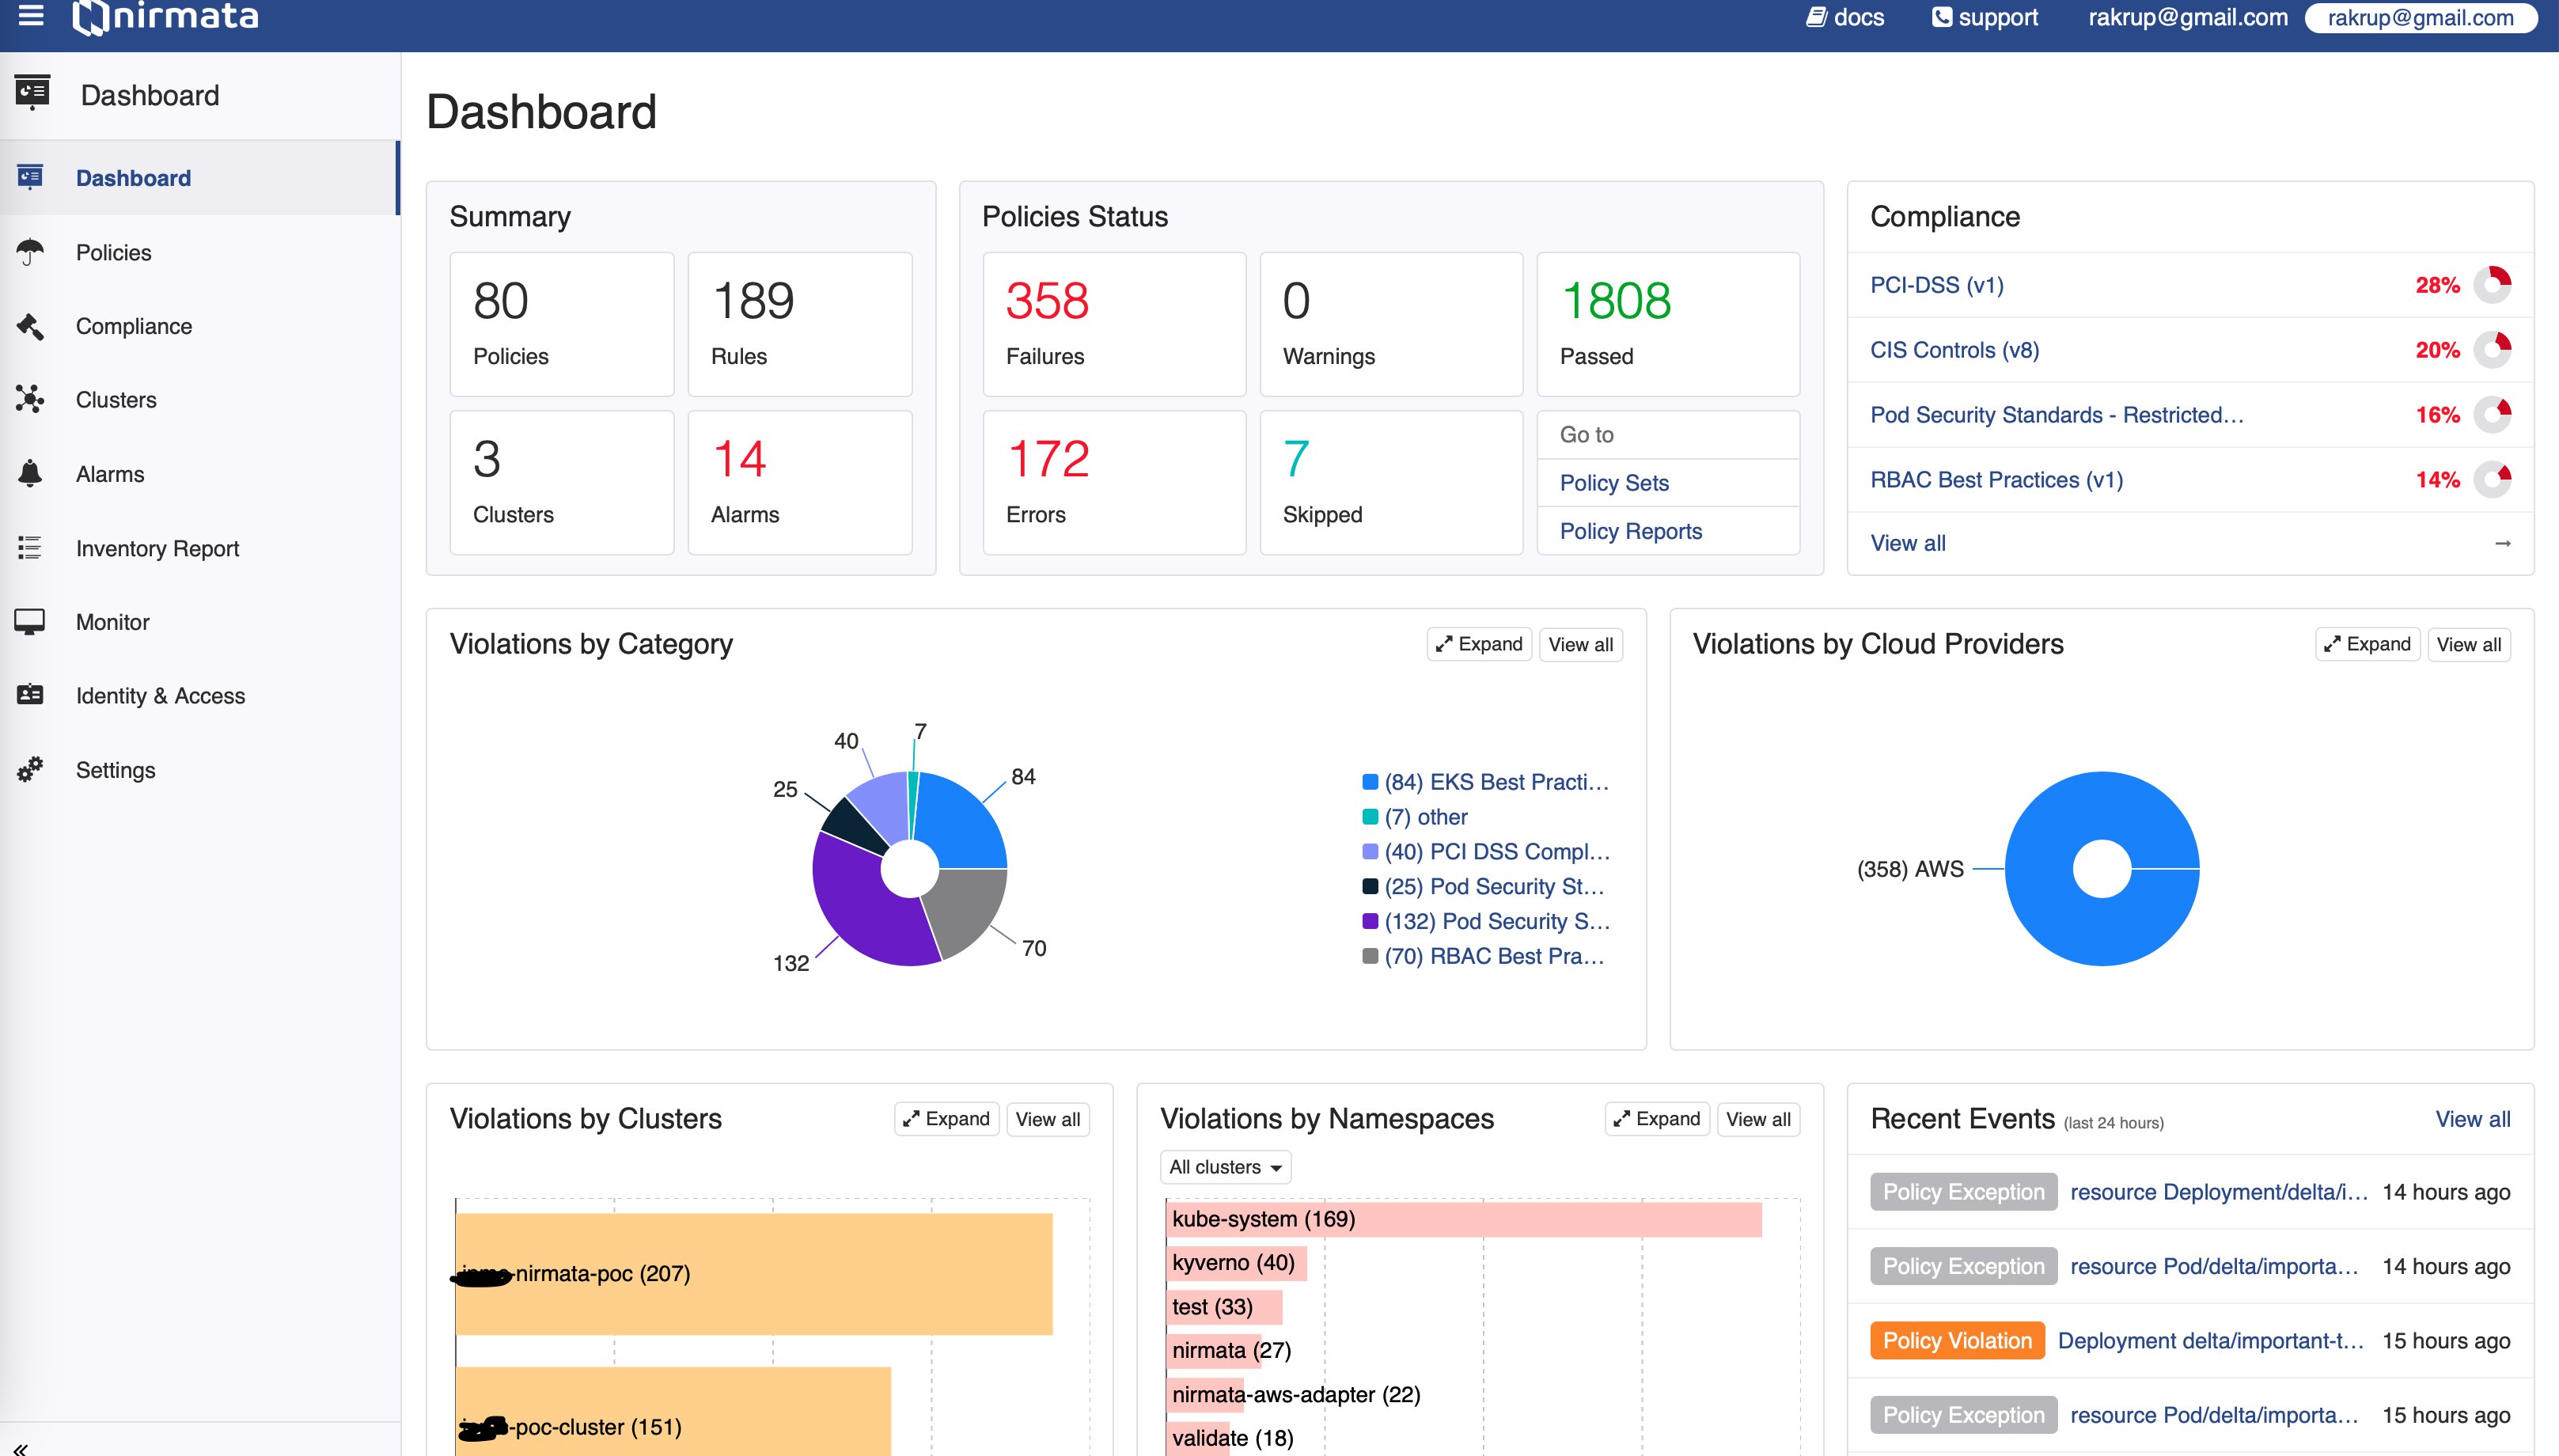 nirmata
docs
support
rakrup@gmail.com
rakrup@gmail.com
Dashboard
Dashboard
Policies
Compliance
Clusters
Alarms
Inventory Report
Monitor
Identity & Access
Settings
Dashboard
Summary
80
Policies
189
Rules
3
Clusters
14
Alarms
Policies Status
358
Failures
0
Warnings
1808
Passed
172
Errors
7
Skipped
Go to
Policy Sets
Policy Reports
Compliance
PCI-DSS (v1) 28%
CIS Controls (v8) 20%
Pod Security Standards - Restricted... 16%
RBAC Best Practices (v1) 14%
View all →
Violations by Category
Expand
View all
7
40
84
25
132
70
(84) EKS Best Practi...
(7) other
(40) PCI DSS Compl...
(25) Pod Security St...
(132) Pod Security S...
(70) RBAC Best Pra...
Violations by Cloud Providers
Expand
View all
(358) AWS
Violations by Clusters
Expand
View all
-nirmata-poc (207)
-poc-cluster (151)
Violations by Namespaces
Expand
View all
All clusters
kube-system (169)
kyverno (40)
test (33)
nirmata (27)
nirmata-aws-adapter (22)
validate (18)
Recent Events (last 24 hours)
View all
Policy Exception resource Deployment/delta/i... 14 hours ago
Policy Exception resource Pod/delta/importa... 14 hours ago
Policy Violation Deployment delta/important-t... 15 hours ago
Policy Exception resource Pod/delta/importa... 15 hours ago